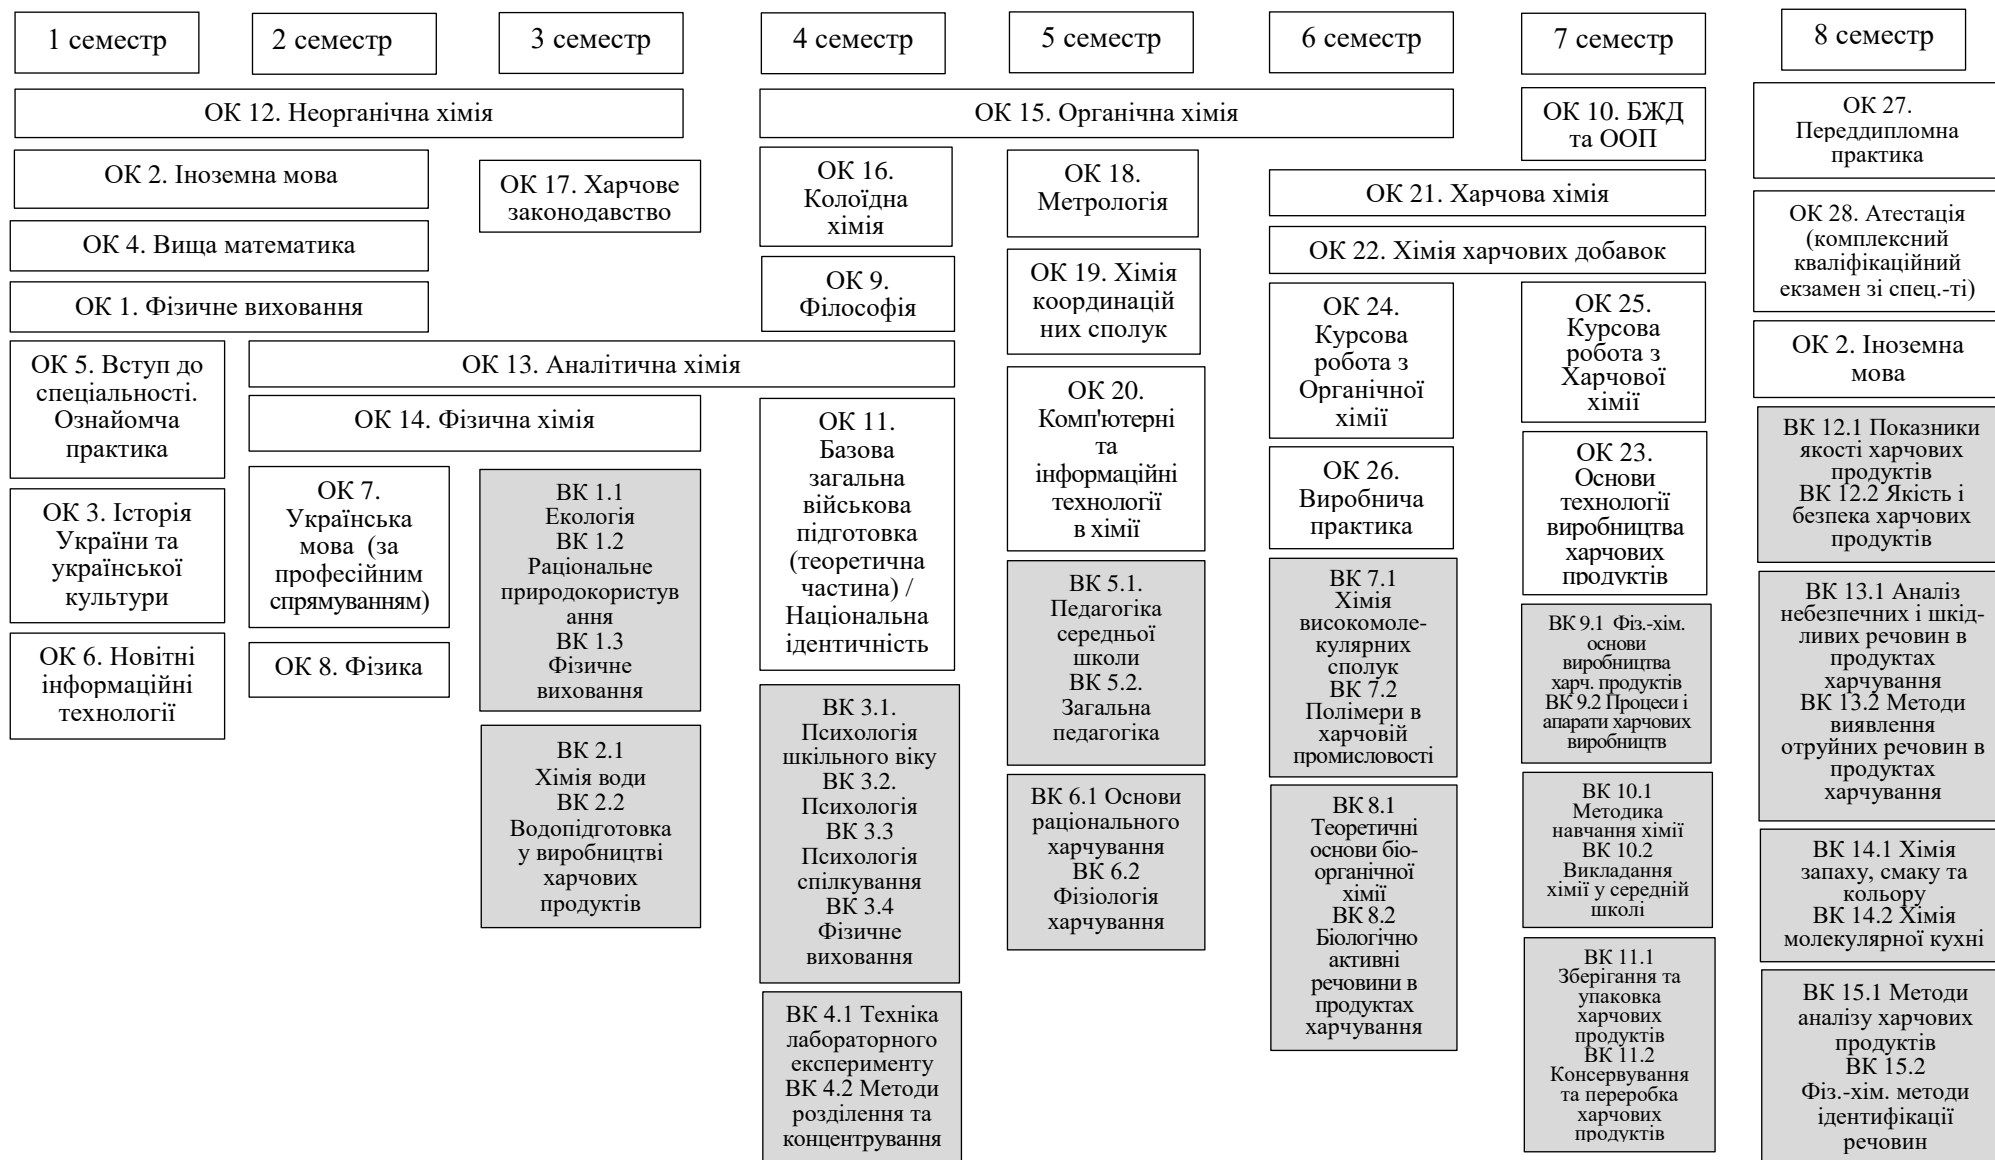 1 семестр
2 семестр
3 семестр
4 семестр
5 семестр
6 семестр
7 семестр
8 семестр
ОК 12. Неорганічна хімія
ОК 2. Іноземна мова
ОК 4. Вища математика
ОК 1. Фізичне виховання
ОК 5. Вступ до
спеціальності.
Ознайомча
практика
ОК 3. Історія
України та
української
культури
ОК 6. Новітні
інформаційні
технології
ОК 13. Аналітична хімія
ОК 14. Фізична хімія
ОК 7.
Українська
мова (за
професійним
спрямуванням)
ОК 8. Фізика
ОК 17. Харчове
законодавство
ВК 1.1
Екологія
ВК 1.2
Раціональне
природокористув
ання
ВК 1.3
Фізичне
виховання
ВК 2.1
Хімія води
ВК 2.2
Водопідготовка
у виробництві
харчових
продуктів
ОК 15. Органічна хімія
ОК 16.
Колоїдна
хімія
ОК 9.
Філософія
ОК 11.
Базова
загальна
військова
підготовка
(теоретична
частина) /
Національна
ідентичність
ВК 3.1.
Психологія
шкільного віку
ВК 3.2.
Психологія
ВК 3.3
Психологія
спілкування
ВК 3.4
Фізичне
виховання
ВК 4.1 Техніка
лабораторного
експерименту
ВК 4.2 Методи
розділення та
концентрування
ОК 18.
Метрологія
ОК 19. Хімія
координацій
них сполук
ОК 20.
Комп'ютерні
та
інформаційні
технології
в хімії
ВК 5.1.
Педагогіка
середньої
школи
ВК 5.2.
Загальна
педагогіка
ВК 6.1 Основи
раціонального
харчування
ВК 6.2
Фізіологія
харчування
ОК 21. Харчова хімія
ОК 22. Хімія харчових добавок
ОК 24.
Курсова
робота з
Органічної
хімії
ОК 26.
Виробнича
практика
ВК 7.1
Хімія
високомоле-
кулярних
сполук
ВК 7.2
Полімери в
харчовій
промисловості
ВК 8.1
Теоретичні
основи біо-
органічної
хімії
ВК 8.2
Біологічно
активні
речовини в
продуктах
харчування
ОК 10. БЖД
та ООП
ОК 25.
Курсова
робота з
Харчової
хімії
ОК 23.
Основи
технології
виробництва
харчових
продуктів
ВК 9.1 Фіз.-хім.
основи
виробництва
харч. продуктів
ВК 9.2 Процеси і
апарати харчових
виробництв
ВК 10.1
Методика
навчання хімії
ВК 10.2
Викладання
хімії у середній
школі
ВК 11.1
Зберігання та
упаковка
харчових
продуктів
ВК 11.2
Консервування
та переробка
харчових
продуктів
ОК 27.
Переддипломна
практика
ОК 28. Атестація
(комплексний
кваліфікаційний
екзамен зі спец.-ті)
ОК 2. Іноземна
мова
ВК 12.1 Показники
якості харчових
продуктів
ВК 12.2 Якість і
безпека харчових
продуктів
ВК 13.1 Аналіз
небезпечних і шкід-
ливих речовин в
продуктах
харчування
ВК 13.2 Методи
виявлення
отруйних речовин в
продуктах
харчування
ВК 14.1 Хімія
запаху, смаку та
кольору
ВК 14.2 Хімія
молекулярної кухні
ВК 15.1 Методи
аналізу харчових
продуктів
ВК 15.2
Фіз.-хім. методи
ідентифікації
речовин